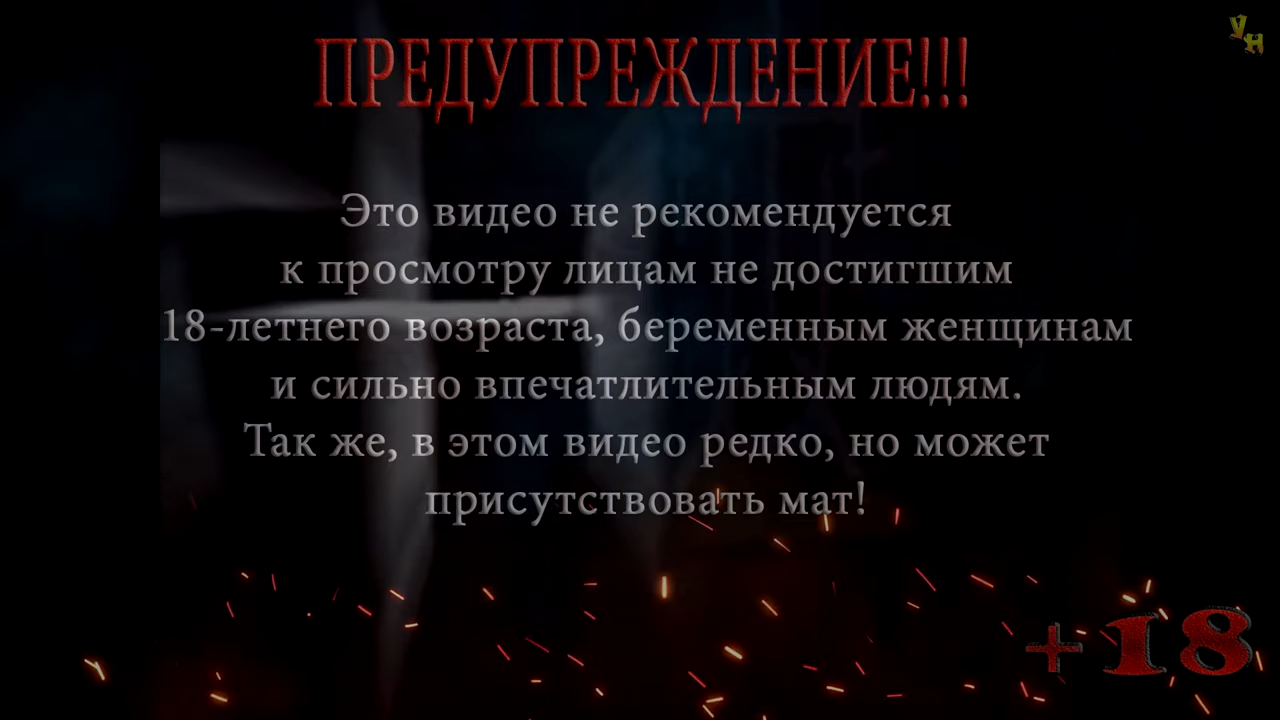 УН
ПРЕДУПРЕЖДЕНИЕ!!!
Это видео не рекомендуется
к просмотру лицам не достигшим
18-летнего возраста, беременным женщинам
и сильно впечатлительным людям.
Так же, в этом видео редко, но может
присутствовать мат!
+18